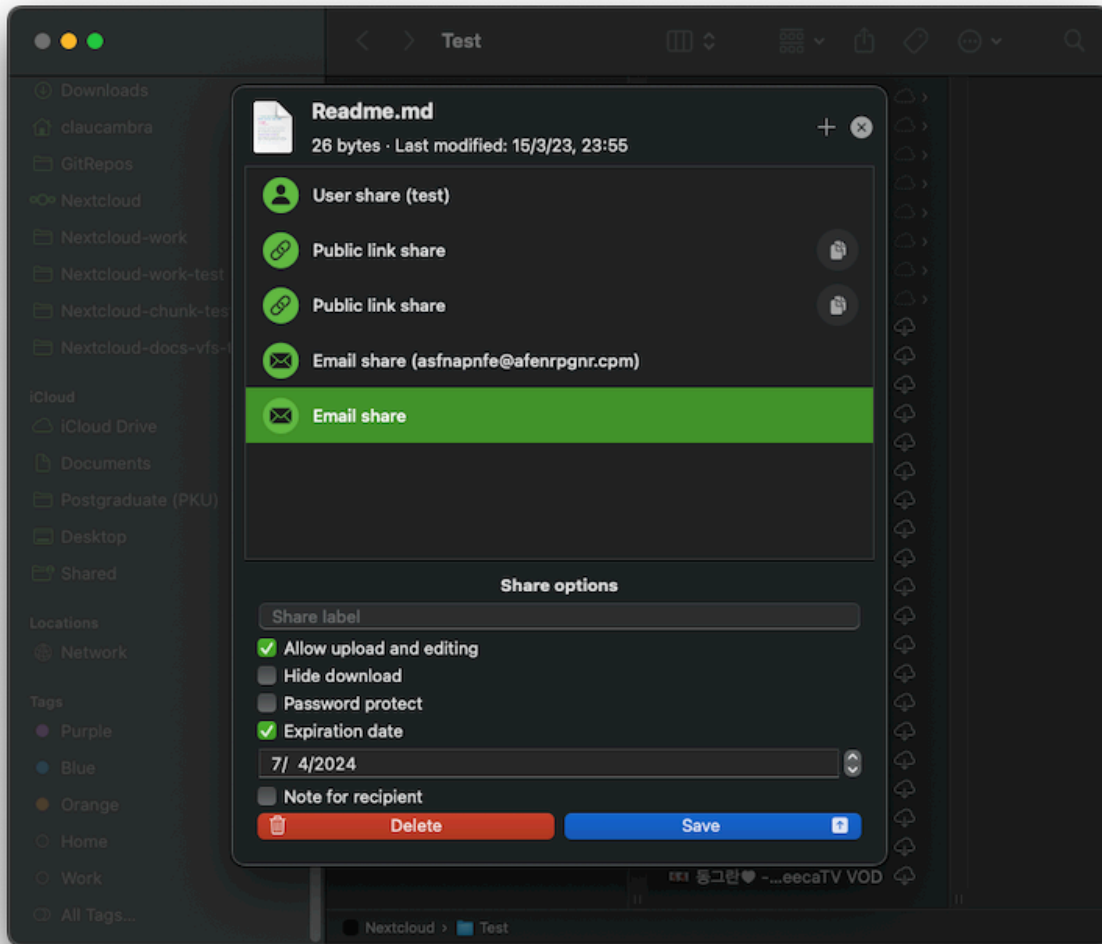 Test
Downloads
claucambra
GitRepos
Nextcloud
Nextcloud-work
Nextcloud-work-test
Nextcloud-chunk-tes
Nextcloud-docs-vfs-
iCloud
iCloud Drive
Documents
Postgraduate (PKU)
Desktop
Shared
Locations
Network
Tags
Purple
Blue
Orange
Home
Work
All Tags...
Readme.md
26 bytes · Last modified: 15/3/23, 23:55
User share (test)
Public link share
Public link share
Email share (asfnapnfe@afenrpgnr.cpm)
Email share
Share options
Share label
Allow upload and editing
Hide download
Password protect
Expiration date
7/ 4/2024
Note for recipient
Delete
Save
동그란♥ -...eecaTV VOD
Nextcloud › Test